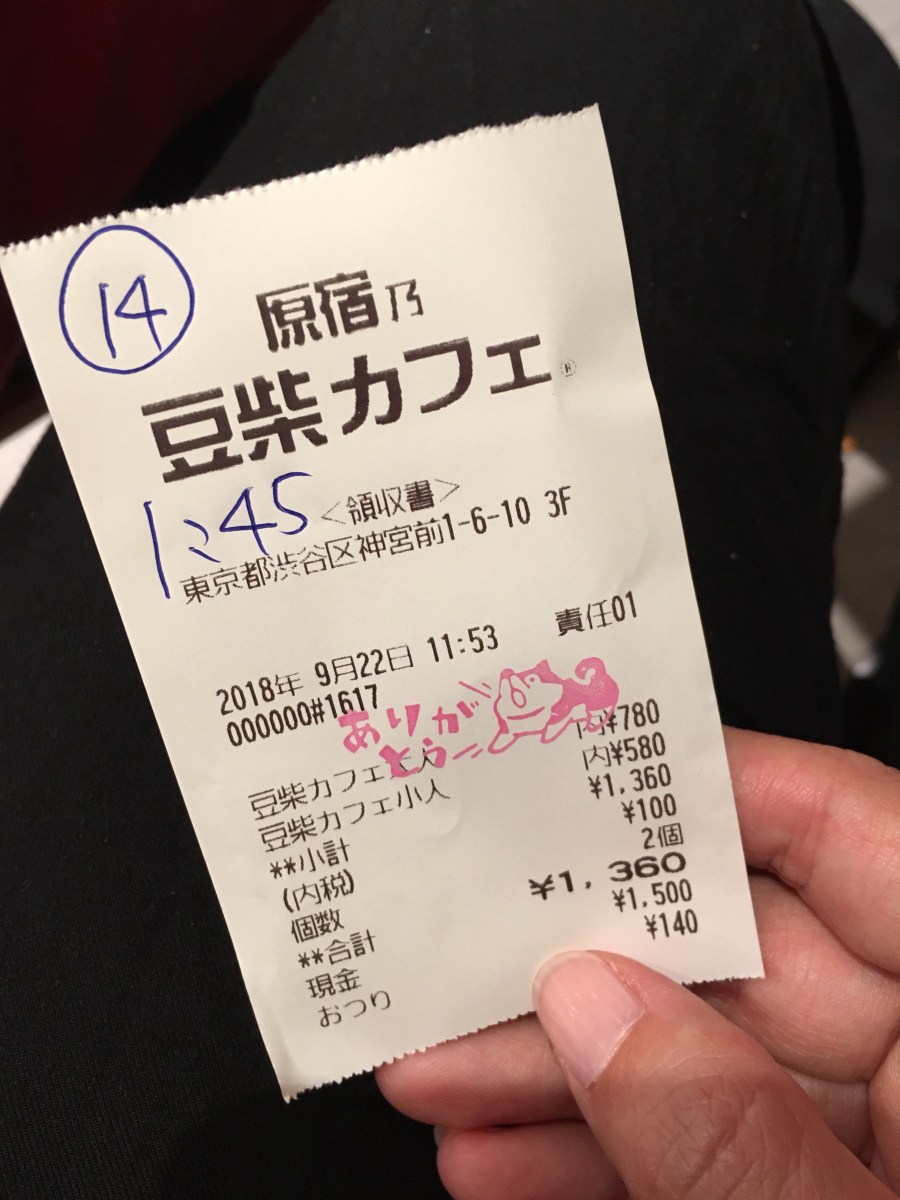 14
原宿乃
豆柴カフェ®
1:45
<領収書>
東京都渋谷区神宮前1-6-10 3F
2018年 9月22日 11:53 責任01
000000#1617
ありがとうー
豆柴カフェ大人 内¥780
豆柴カフェ小人 内¥580
**小計 ¥1,360
(内税) ¥100
個数 2個
**合計 ¥1,360
現金 ¥1,500
おつり ¥140